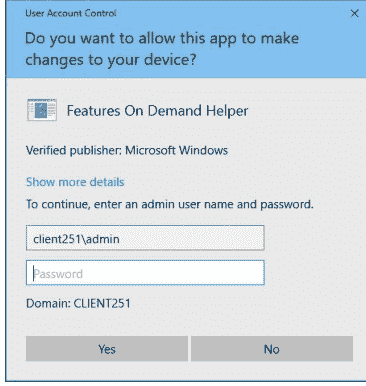 User Account Control
Do you want to allow this app to make
changes to your device?
Features On Demand Helper
Verified publisher: Microsoft Windows
Show more details
To continue, enter an admin user name and password.
client251\admin
Password
Domain: CLIENT251
Yes
No